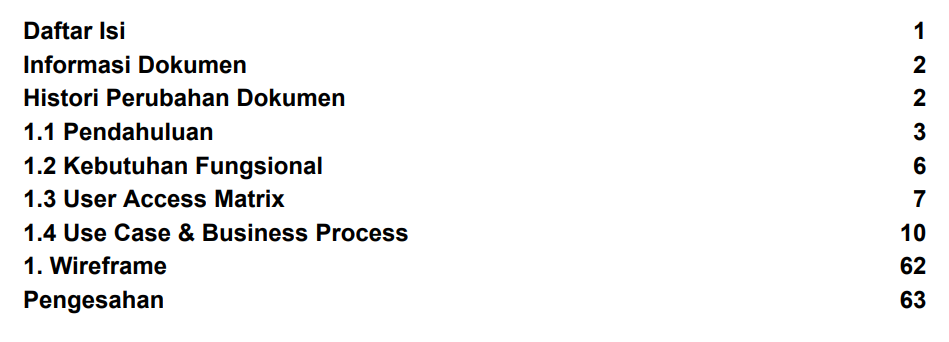 Daftar Isi 1
Informasi Dokumen 2
Histori Perubahan Dokumen 2
1.1 Pendahuluan 3
1.2 Kebutuhan Fungsional 6
1.3 User Access Matrix 7
1.4 Use Case & Business Process 10
1. Wireframe 62
Pengesahan 63